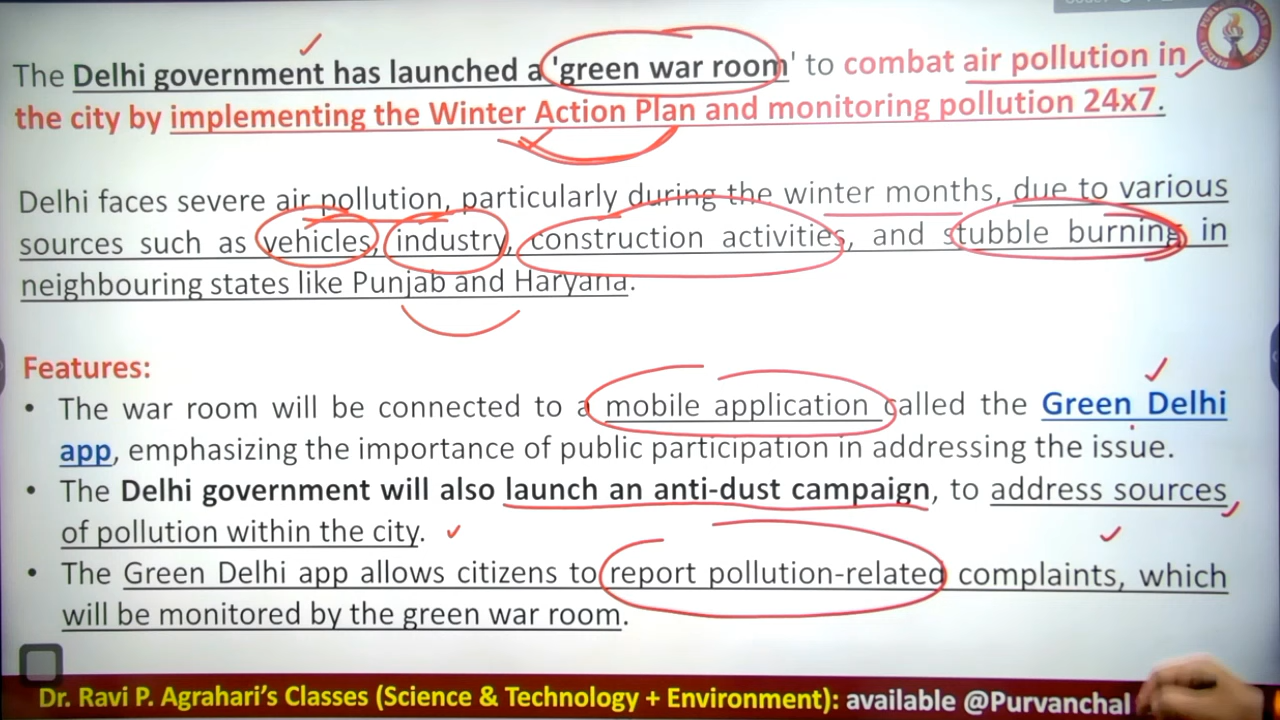 The Delhi government has launched a 'green war room' to combat air pollution in
the city by implementing the Winter Action Plan and monitoring pollution 24x7.
Delhi faces severe air pollution, particularly during the winter months, due to various
sources such as vehicles, industry, construction activities, and stubble burning in
neighbouring states like Punjab and Haryana.
Features:
• The war room will be connected to a mobile application called the Green Delhi
app, emphasizing the importance of public participation in addressing the issue.
• The Delhi government will also launch an anti-dust campaign, to address sources
of pollution within the city.
• The Green Delhi app allows citizens to report pollution-related complaints, which
will be monitored by the green war room.
Dr. Ravi P. Agrahari's Classes (Science & Technology + Environment): available @Purvanchal